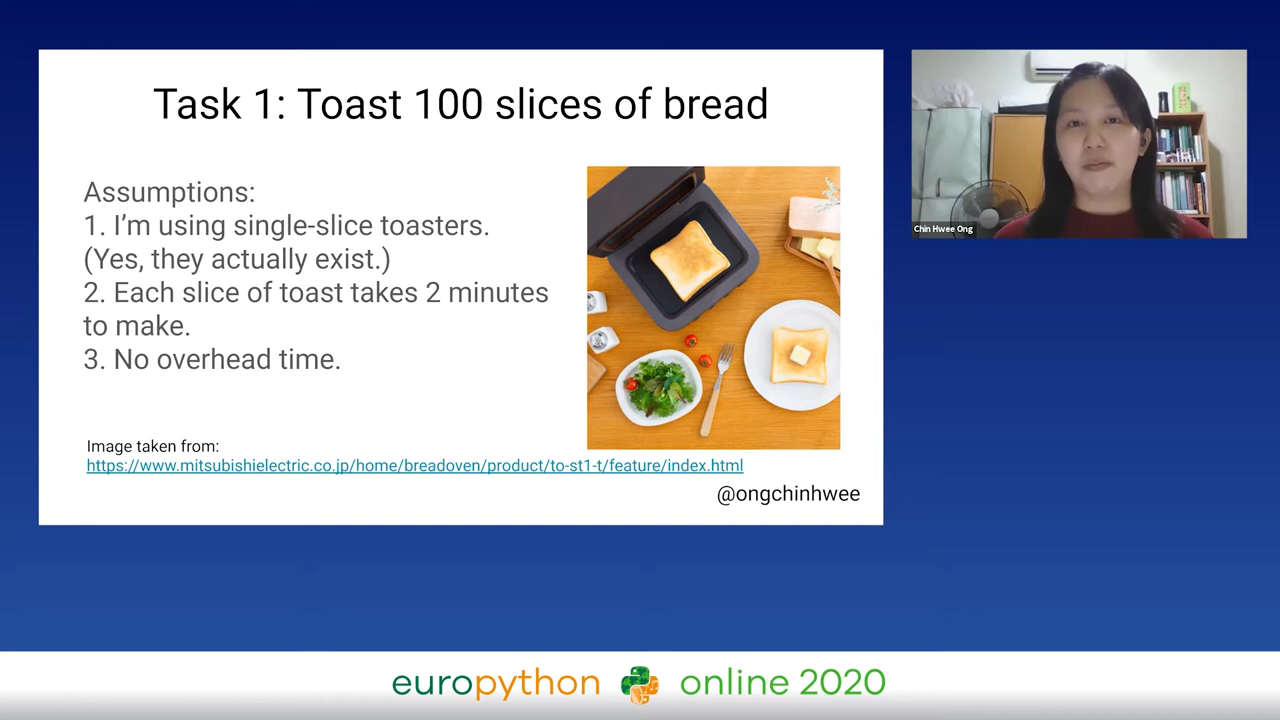 Task 1: Toast 100 slices of bread
Assumptions:
1. I’m using single-slice toasters.
(Yes, they actually exist.)
2. Each slice of toast takes 2 minutes
to make.
3. No overhead time.
Image taken from:
https://www.mitsubishielectric.co.jp/home/breadoven/product/to-st1-t/feature/index.html
@ongchinhwee
Chin Hwee Ong
europython online 2020